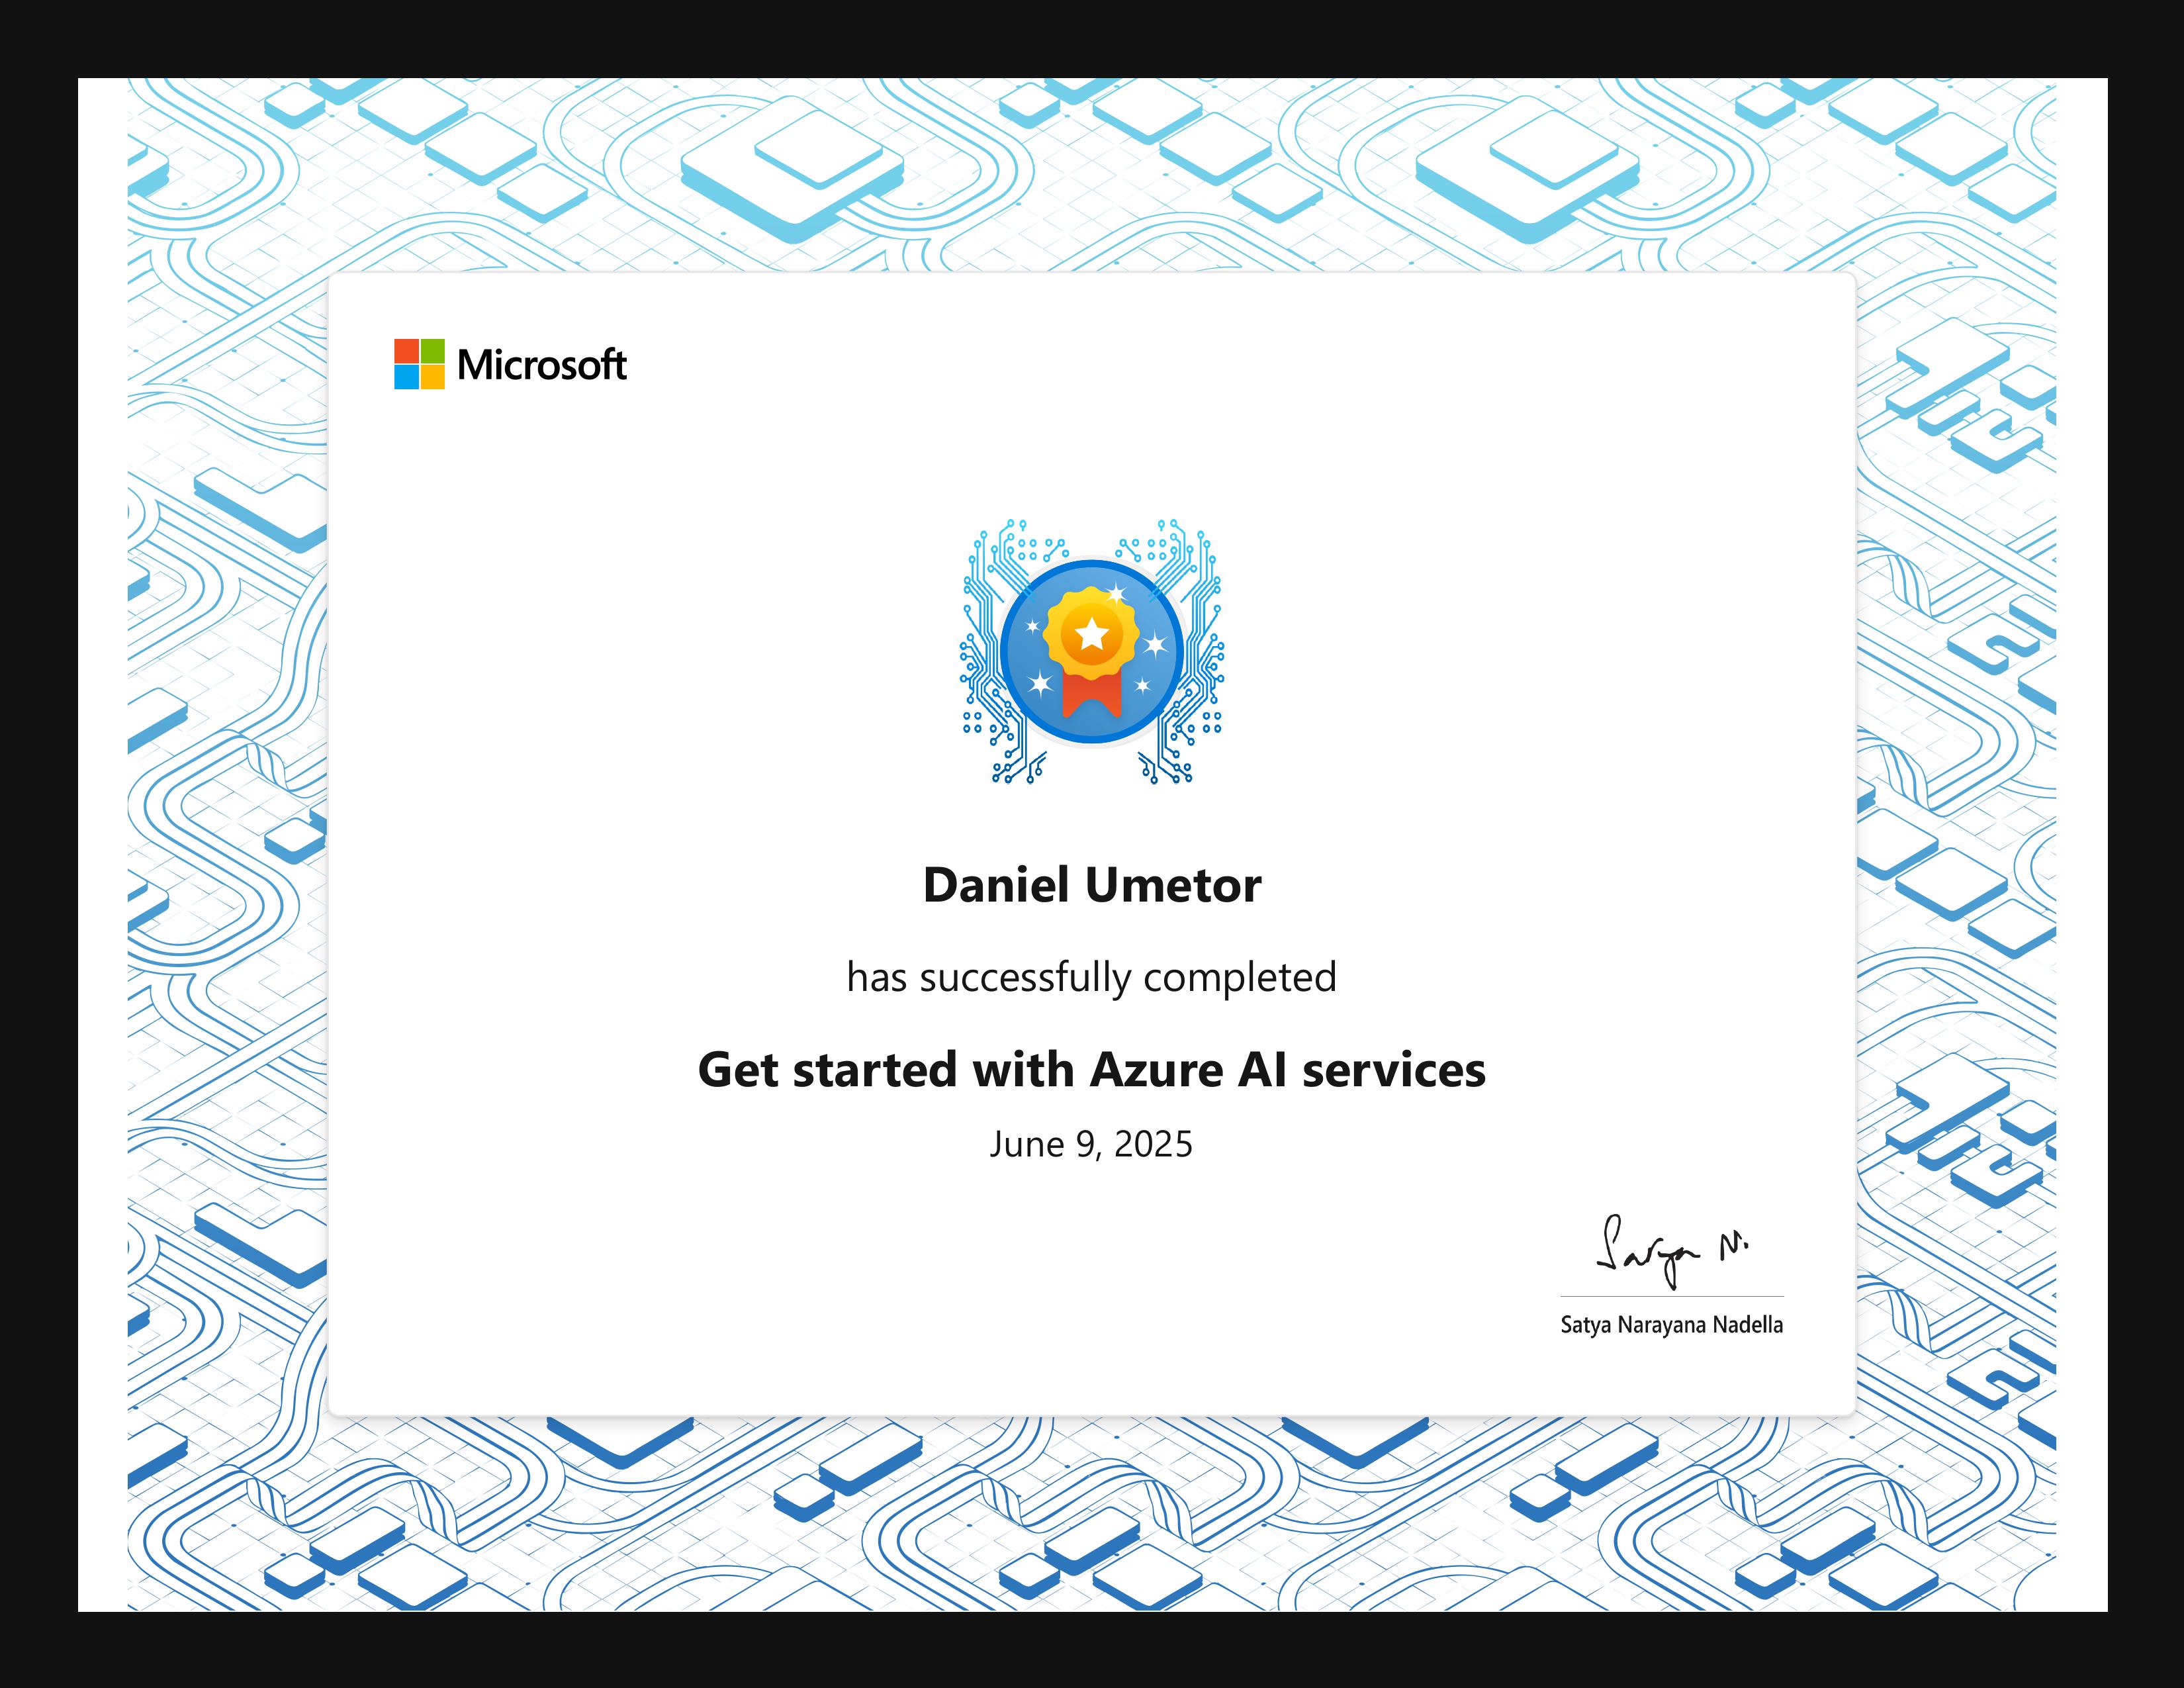 Microsoft
Daniel Umetor
has successfully completed
Get started with Azure AI services
June 9, 2025
Satya N.
Satya Narayana Nadella